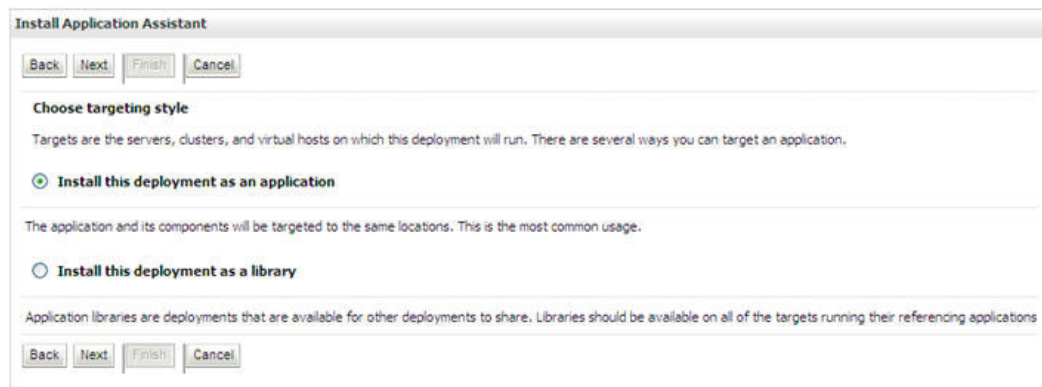 Install Application Assistant
Back Next Finish Cancel
Choose targeting style
Targets are the servers, clusters, and virtual hosts on which this deployment will run. There are several ways you can target an application.
Install this deployment as an application
The application and its components will be targeted to the same locations. This is the most common usage.
Install this deployment as a library
Application libraries are deployments that are available for other deployments to share. Libraries should be available on all of the targets running their referencing applications
Back Next Finish Cancel